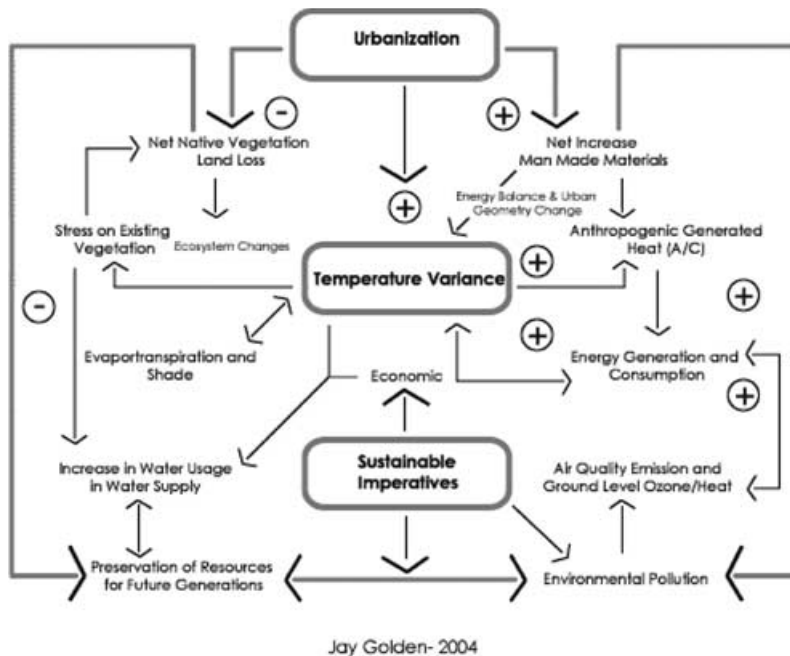 Urbanization
−
+
Net Native Vegetation
Land Loss
Net Increase
Man Made Materials
+
Energy Balance & Urban
Geometry Change
Stress on Existing
Vegetation
Ecosystem Changes
Anthropogenic Generated
Heat (A/C)
Temperature Variance
+
+
−
+
Evaportranspiration and
Shade
Economic
Energy Generation and
Consumption
+
Increase in Water Usage
in Water Supply
Sustainable
Imperatives
Air Quality Emission and
Ground Level Ozone/Heat
Preservation of Resources
for Future Generations
Environmental Pollution
Jay Golden- 2004